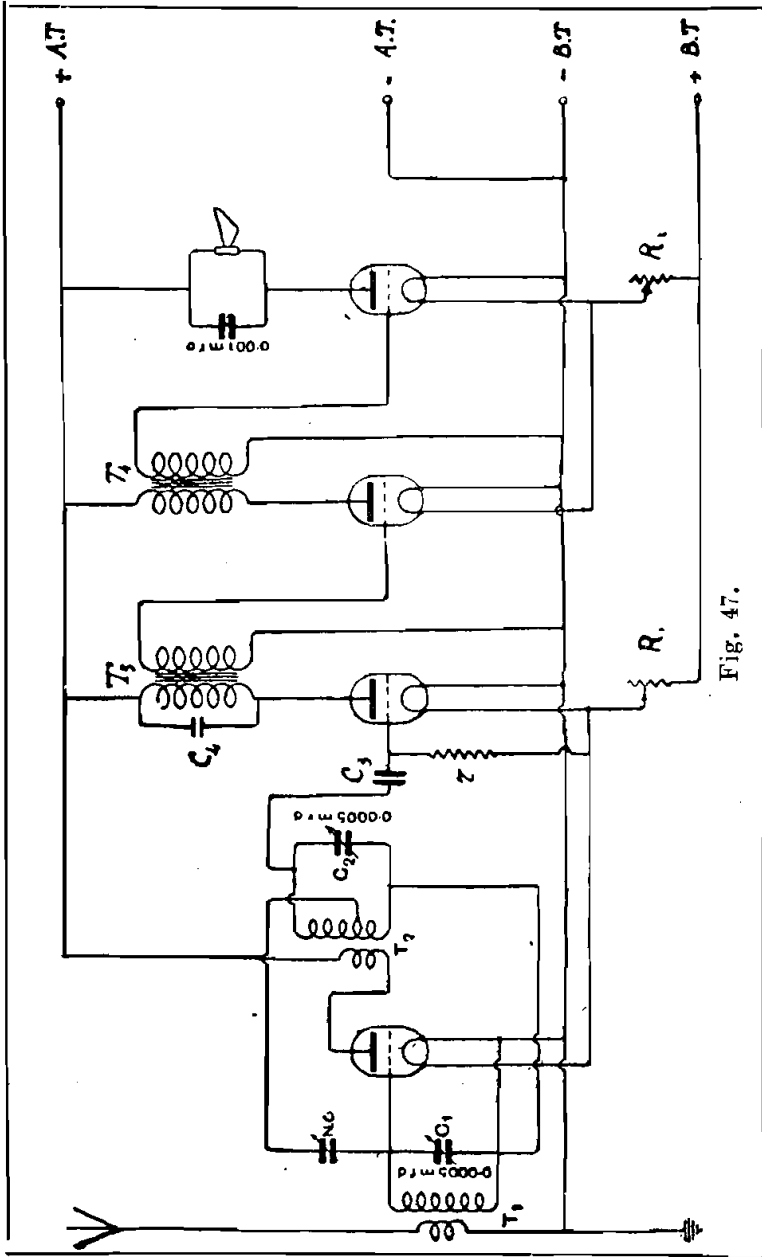 + A.T
- A.T.
- B.T
+ B.T
0.001 mfd
R₁
T₄
T₃
C₄
R₁
C₃
r
0.0005 mfd
C₂
T₂
N.C
C₁
0.0005 mfd
T₁
Fig. 47.